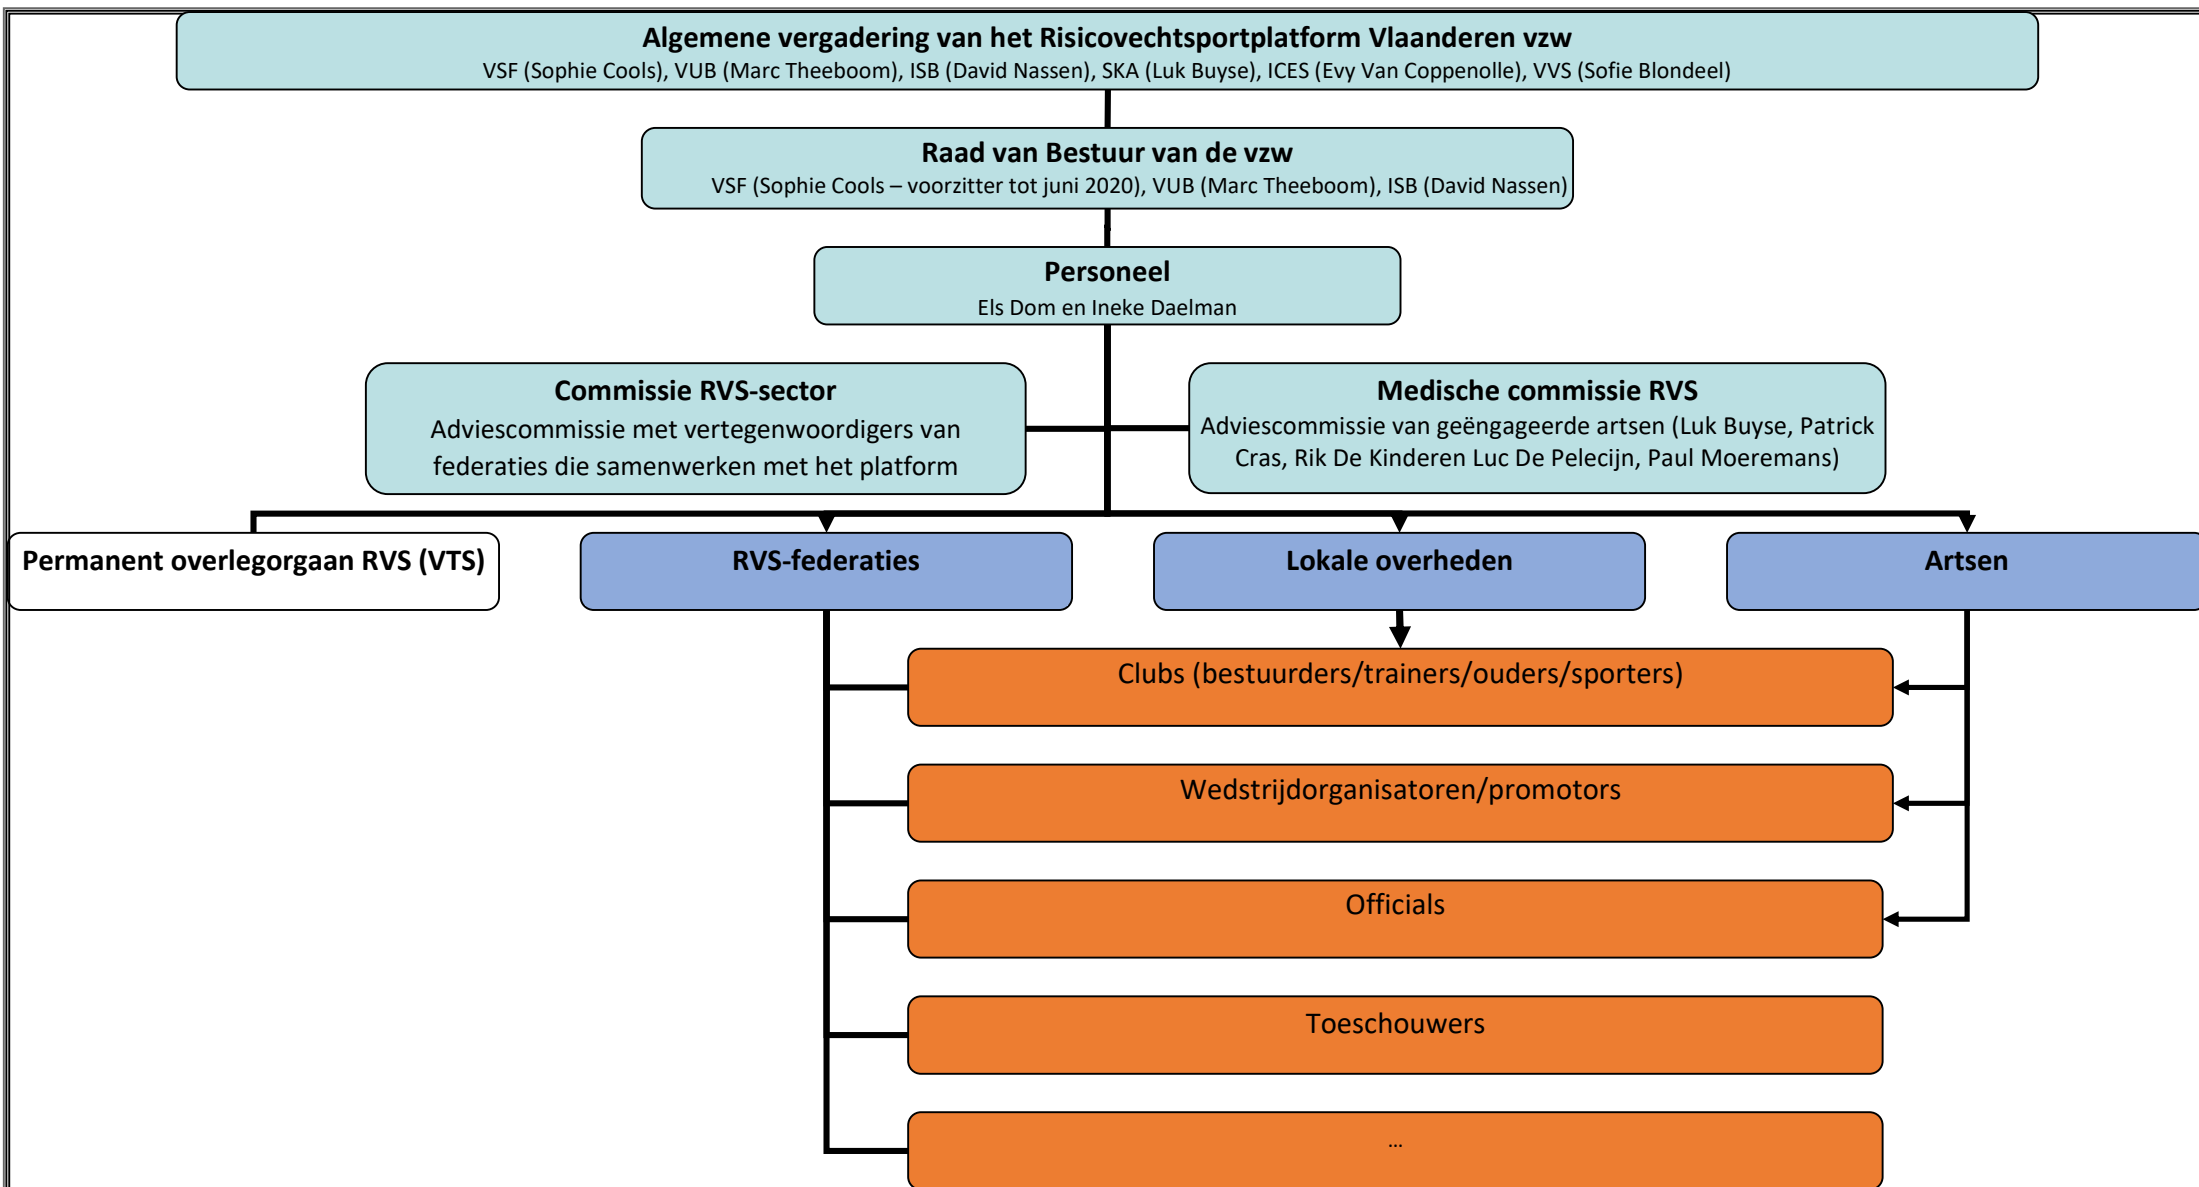 Algemene vergadering van het Risicovechtsportplatform Vlaanderen vzw
VSF (Sophie Cools), VUB (Marc Theeboom), ISB (David Nassen), SKA (Luk Buyse), ICES (Evy Van Coppenolle), VVS (Sofie Blondeel)
Raad van Bestuur van de vzw
VSF (Sophie Cools – voorzitter tot juni 2020), VUB (Marc Theeboom), ISB (David Nassen)
Personeel
Els Dom en Ineke Daelman
Commissie RVS-sector
Adviescommissie met vertegenwoordigers van
federaties die samenwerken met het platform
Medische commissie RVS
Adviescommissie van geëngageerde artsen (Luk Buyse, Patrick
Cras, Rik De Kinderen Luc De Pelecijn, Paul Moeremans)
Permanent overlegorgaan RVS (VTS)
RVS-federaties
Lokale overheden
Artsen
Clubs (bestuurders/trainers/ouders/sporters)
Wedstrijdorganisatoren/promotors
Officials
Toeschouwers
...